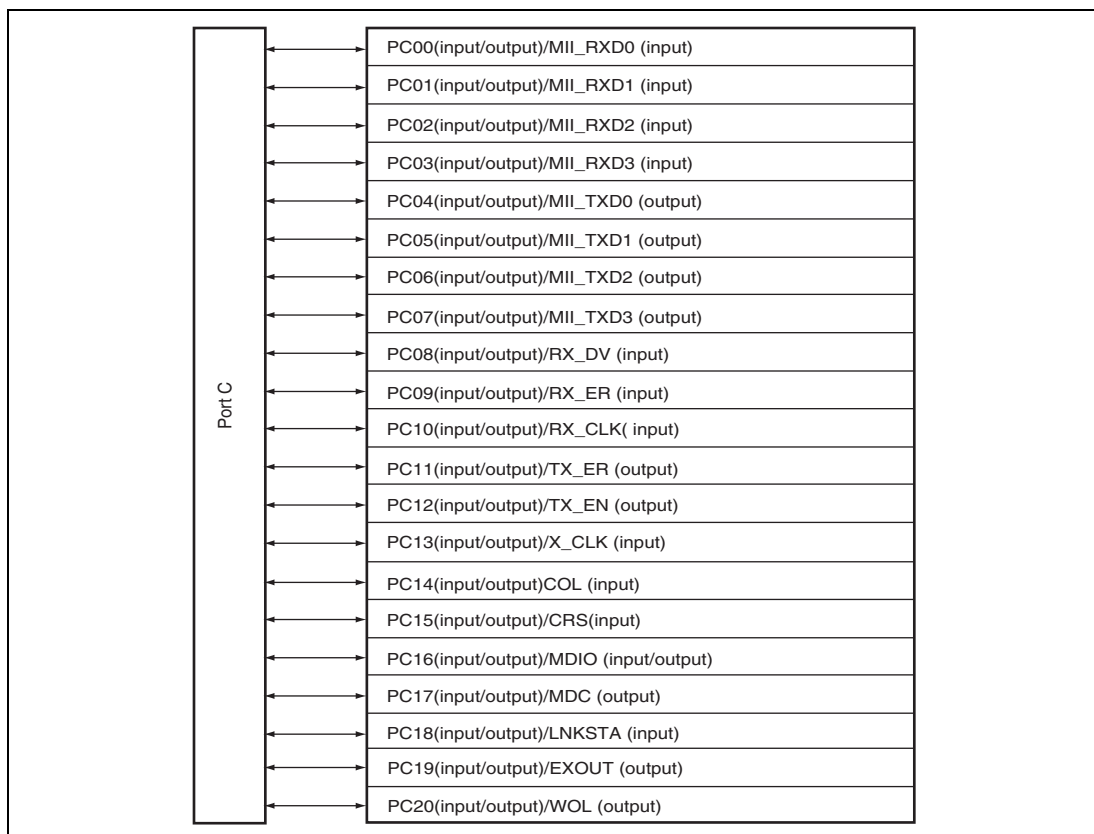 Port C
PC00(input/output)/MII_RXD0 (input)
PC01(input/output)/MII_RXD1 (input)
PC02(input/output)/MII_RXD2 (input)
PC03(input/output)/MII_RXD3 (input)
PC04(input/output)/MII_TXD0 (output)
PC05(input/output)/MII_TXD1 (output)
PC06(input/output)/MII_TXD2 (output)
PC07(input/output)/MII_TXD3 (output)
PC08(input/output)/RX_DV (input)
PC09(input/output)/RX_ER (input)
PC10(input/output)/RX_CLK( input)
PC11(input/output)/TX_ER (output)
PC12(input/output)/TX_EN (output)
PC13(input/output)/X_CLK (input)
PC14(input/output)COL (input)
PC15(input/output)/CRS(input)
PC16(input/output)/MDIO (input/output)
PC17(input/output)/MDC (output)
PC18(input/output)/LNKSTA (input)
PC19(input/output)/EXOUT (output)
PC20(input/output)/WOL (output)